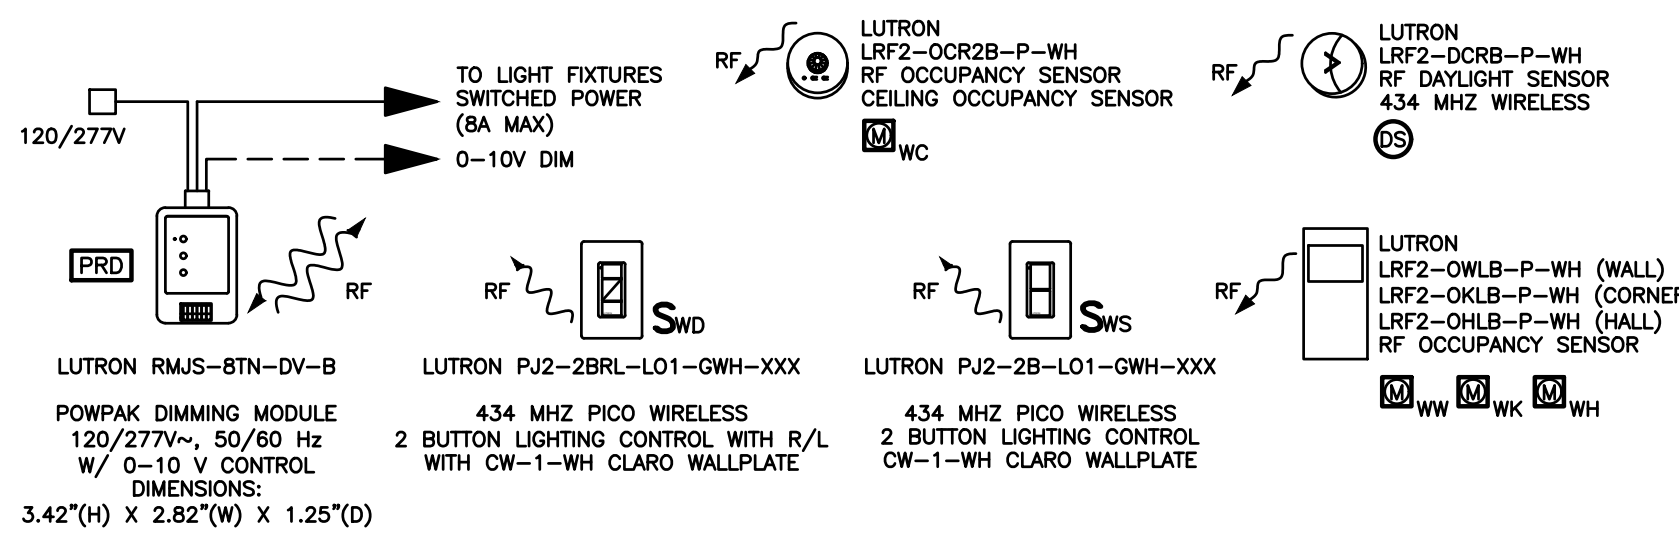 120/277V
TO LIGHT FIXTURES
SWITCHED POWER
(8A MAX)
0-10V DIM
PRD
RF
LUTRON RMJS-8TN-DV-B
POWPAK DIMMING MODULE
120/277V~, 50/60 Hz
W/ 0-10 V CONTROL
DIMENSIONS:
3.42"(H) X 2.82"(W) X 1.25"(D)
RF
LUTRON
LRF2-OCR2B-P-WH
RF OCCUPANCY SENSOR
CEILING OCCUPANCY SENSOR
M WC
RF
LUTRON
LRF2-DCRB-P-WH
RF DAYLIGHT SENSOR
434 MHZ WIRELESS
DS
RF
SWD
LUTRON PJ2-2BRL-LO1-GWH-XXX
434 MHZ PICO WIRELESS
2 BUTTON LIGHTING CONTROL WITH R/L
WITH CW-1-WH CLARO WALLPLATE
RF
SWS
LUTRON PJ2-2B-LO1-GWH-XXX
434 MHZ PICO WIRELESS
2 BUTTON LIGHTING CONTROL
CW-1-WH CLARO WALLPLATE
RF
LUTRON
LRF2-OWLB-P-WH (WALL)
LRF2-OKLB-P-WH (CORNER
LRF2-OHLB-P-WH (HALL)
RF OCCUPANCY SENSOR
M WW M WK M WH